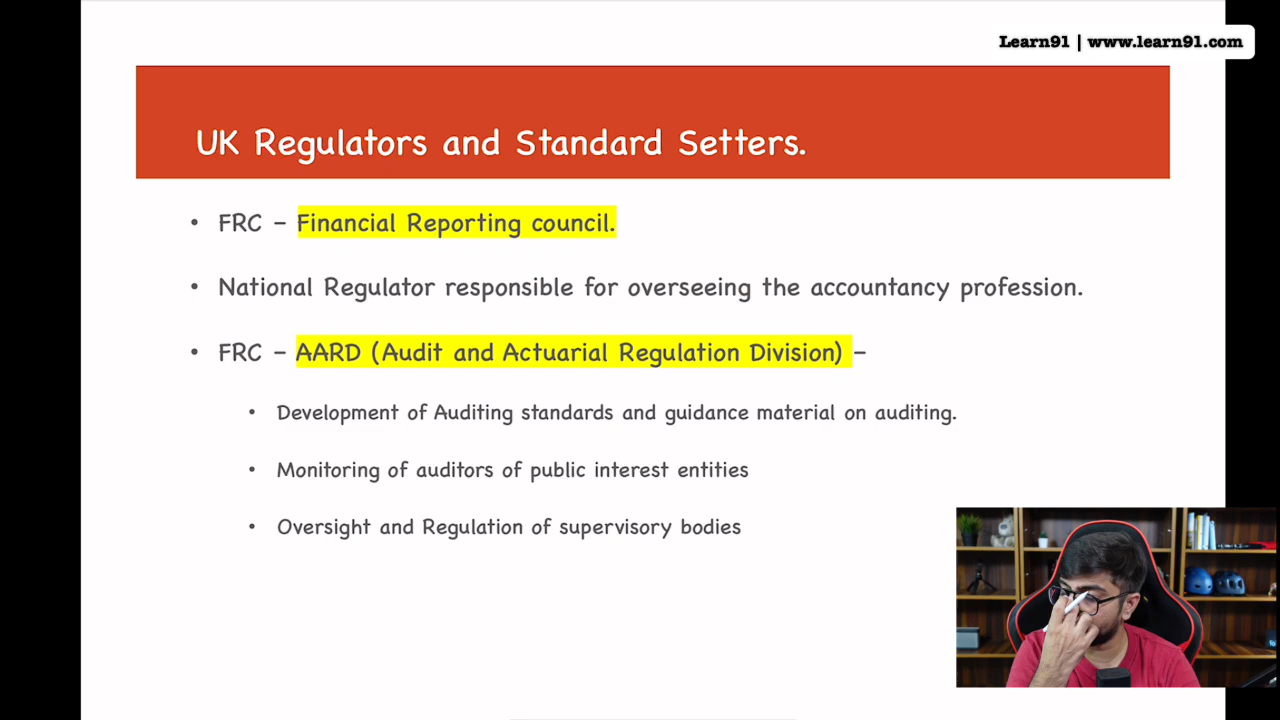 Learn91 | www.learn91.com
UK Regulators and Standard Setters.
• FRC – Financial Reporting council.
• National Regulator responsible for overseeing the accountancy profession.
• FRC – AARD (Audit and Actuarial Regulation Division) –
• Development of Auditing standards and guidance material on auditing.
• Monitoring of auditors of public interest entities
• Oversight and Regulation of supervisory bodies